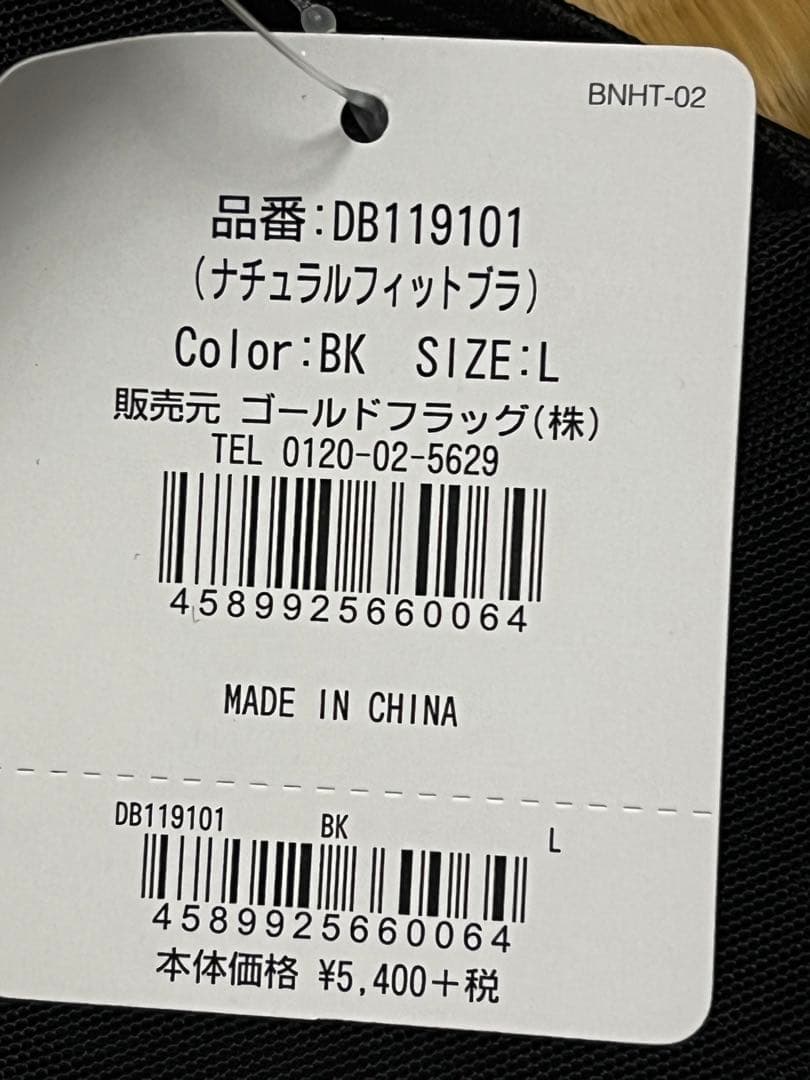 BNHT-02
品番:DB119101
(ナチュラルフィットブラ)
Color:BK SIZE:L
販売元 ゴールドフラッグ(株)
TEL 0120-02-5629
4589925660064
MADE IN CHINA
DB119101 BK L
4589925660064
本体価格 ¥5,400+税